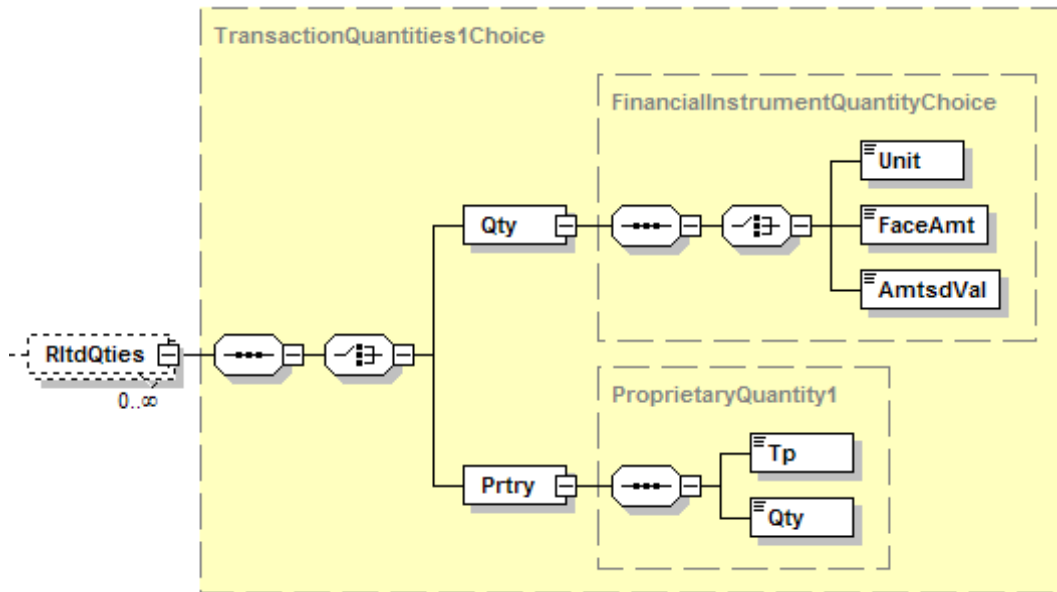 TransactionQuantities1Choice
FinancialInstrumentQuantityChoice
Unit
Qty
FaceAmt
AmtsdVal
RltdQties
0..∞
ProprietaryQuantity1
Tp
Prtry
Qty